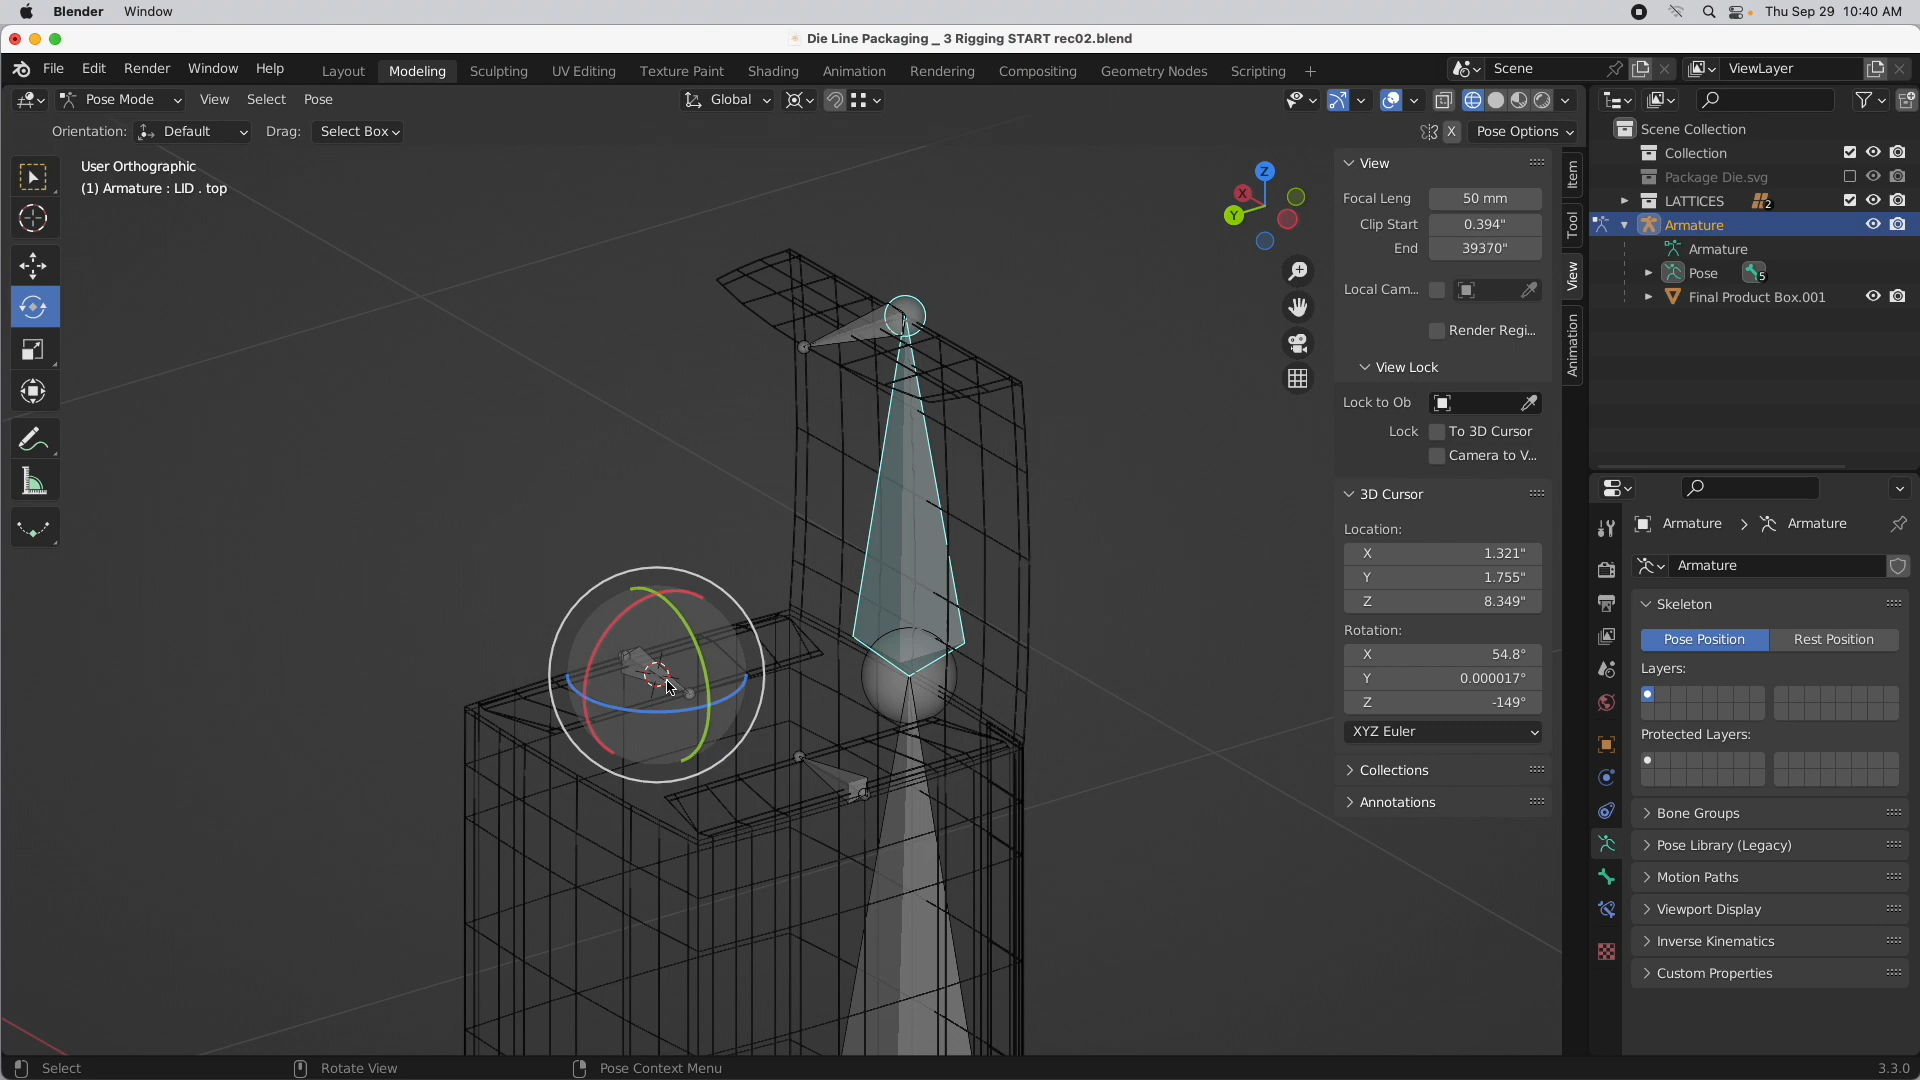 Blender Window Thu Sep 29 10:40 AM
Die Line Packaging _ 3 Rigging START rec02.blend
File Edit Render Window Help Layout Modeling Sculpting UV Editing Texture Paint Shading Animation Rendering Compositing Geometry Nodes Scripting + Scene ViewLayer
Pose Mode View Select Pose Global
Orientation: Default Drag: Select Box X Pose Options
User Orthographic
(1) Armature : LID . top
Z
X
Y
View
Focal Leng 50 mm
Clip Start 0.394"
End 39370"
Local Cam...
Render Regi...
View Lock
Lock to Ob
Lock To 3D Cursor
Camera to V...
3D Cursor
Location:
X 1.321"
Y 1.755"
Z 8.349"
Rotation:
X 54.8°
Y 0.000017°
Z -149°
XYZ Euler
Collections
Annotations
Item
Tool
View
Animation
Scene Collection
Collection
Package Die.svg
LATTICES 2
Armature
Armature
Pose 5
Final Product Box.001
Armature Armature
Armature
Skeleton
Pose Position Rest Position
Layers:
Protected Layers:
Bone Groups
Pose Library (Legacy)
Motion Paths
Viewport Display
Inverse Kinematics
Custom Properties
Select Rotate View Pose Context Menu 3.3.0